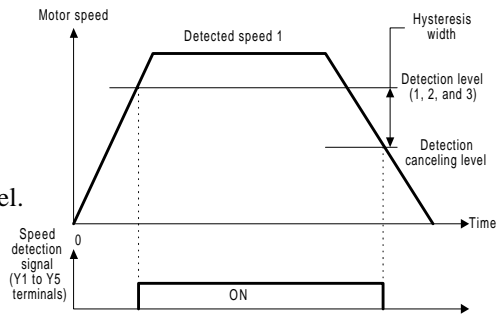 Motor speed
Detected speed 1
Hysteresis
width
Detection level
(1, 2, and 3)
Detection
canceling level
el.
Time
0
Speed
detection
signal
(Y1 to Y5
terminals)
ON